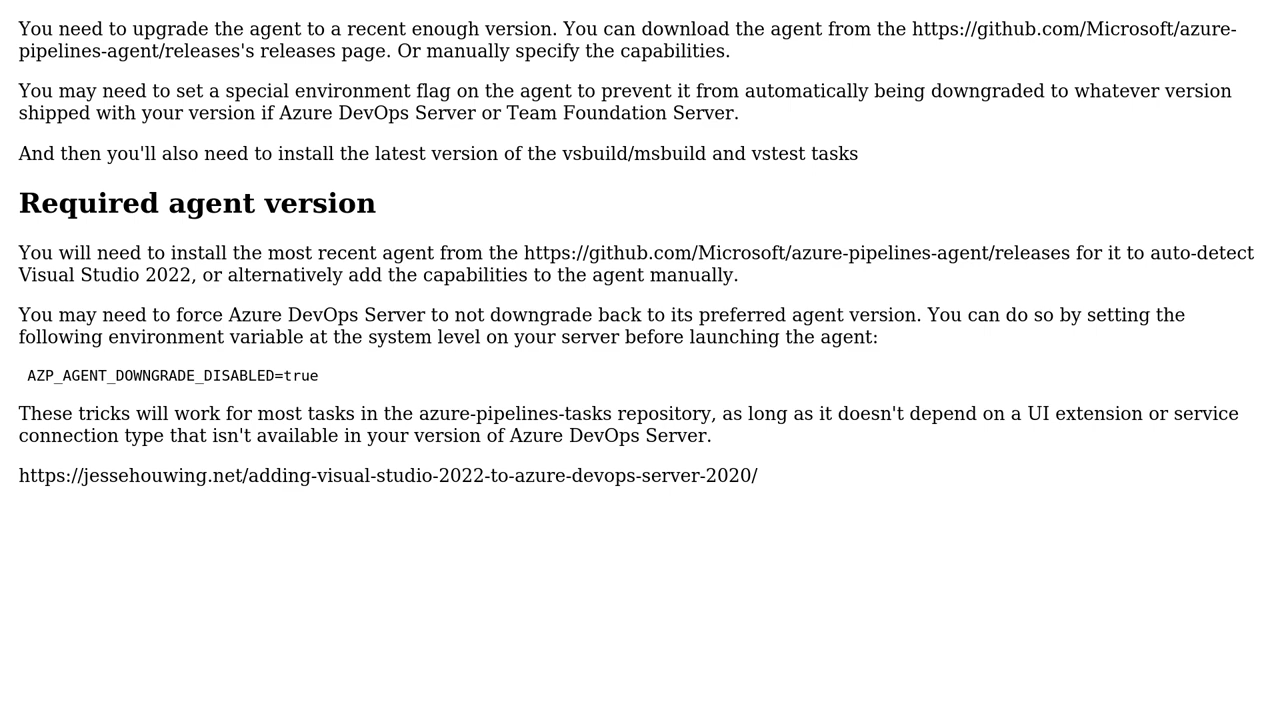 You need to upgrade the agent to a recent enough version. You can download the agent from the https://github.com/Microsoft/azure-
pipelines-agent/releases's releases page. Or manually specify the capabilities.
You may need to set a special environment flag on the agent to prevent it from automatically being downgraded to whatever version
shipped with your version if Azure DevOps Server or Team Foundation Server.
And then you'll also need to install the latest version of the vsbuild/msbuild and vstest tasks
Required agent version
You will need to install the most recent agent from the https://github.com/Microsoft/azure-pipelines-agent/releases for it to auto-detect
Visual Studio 2022, or alternatively add the capabilities to the agent manually.
You may need to force Azure DevOps Server to not downgrade back to its preferred agent version. You can do so by setting the
following environment variable at the system level on your server before launching the agent:
AZP_AGENT_DOWNGRADE_DISABLED=true
These tricks will work for most tasks in the azure-pipelines-tasks repository, as long as it doesn't depend on a UI extension or service
connection type that isn't available in your version of Azure DevOps Server.
https://jessehouwing.net/adding-visual-studio-2022-to-azure-devops-server-2020/